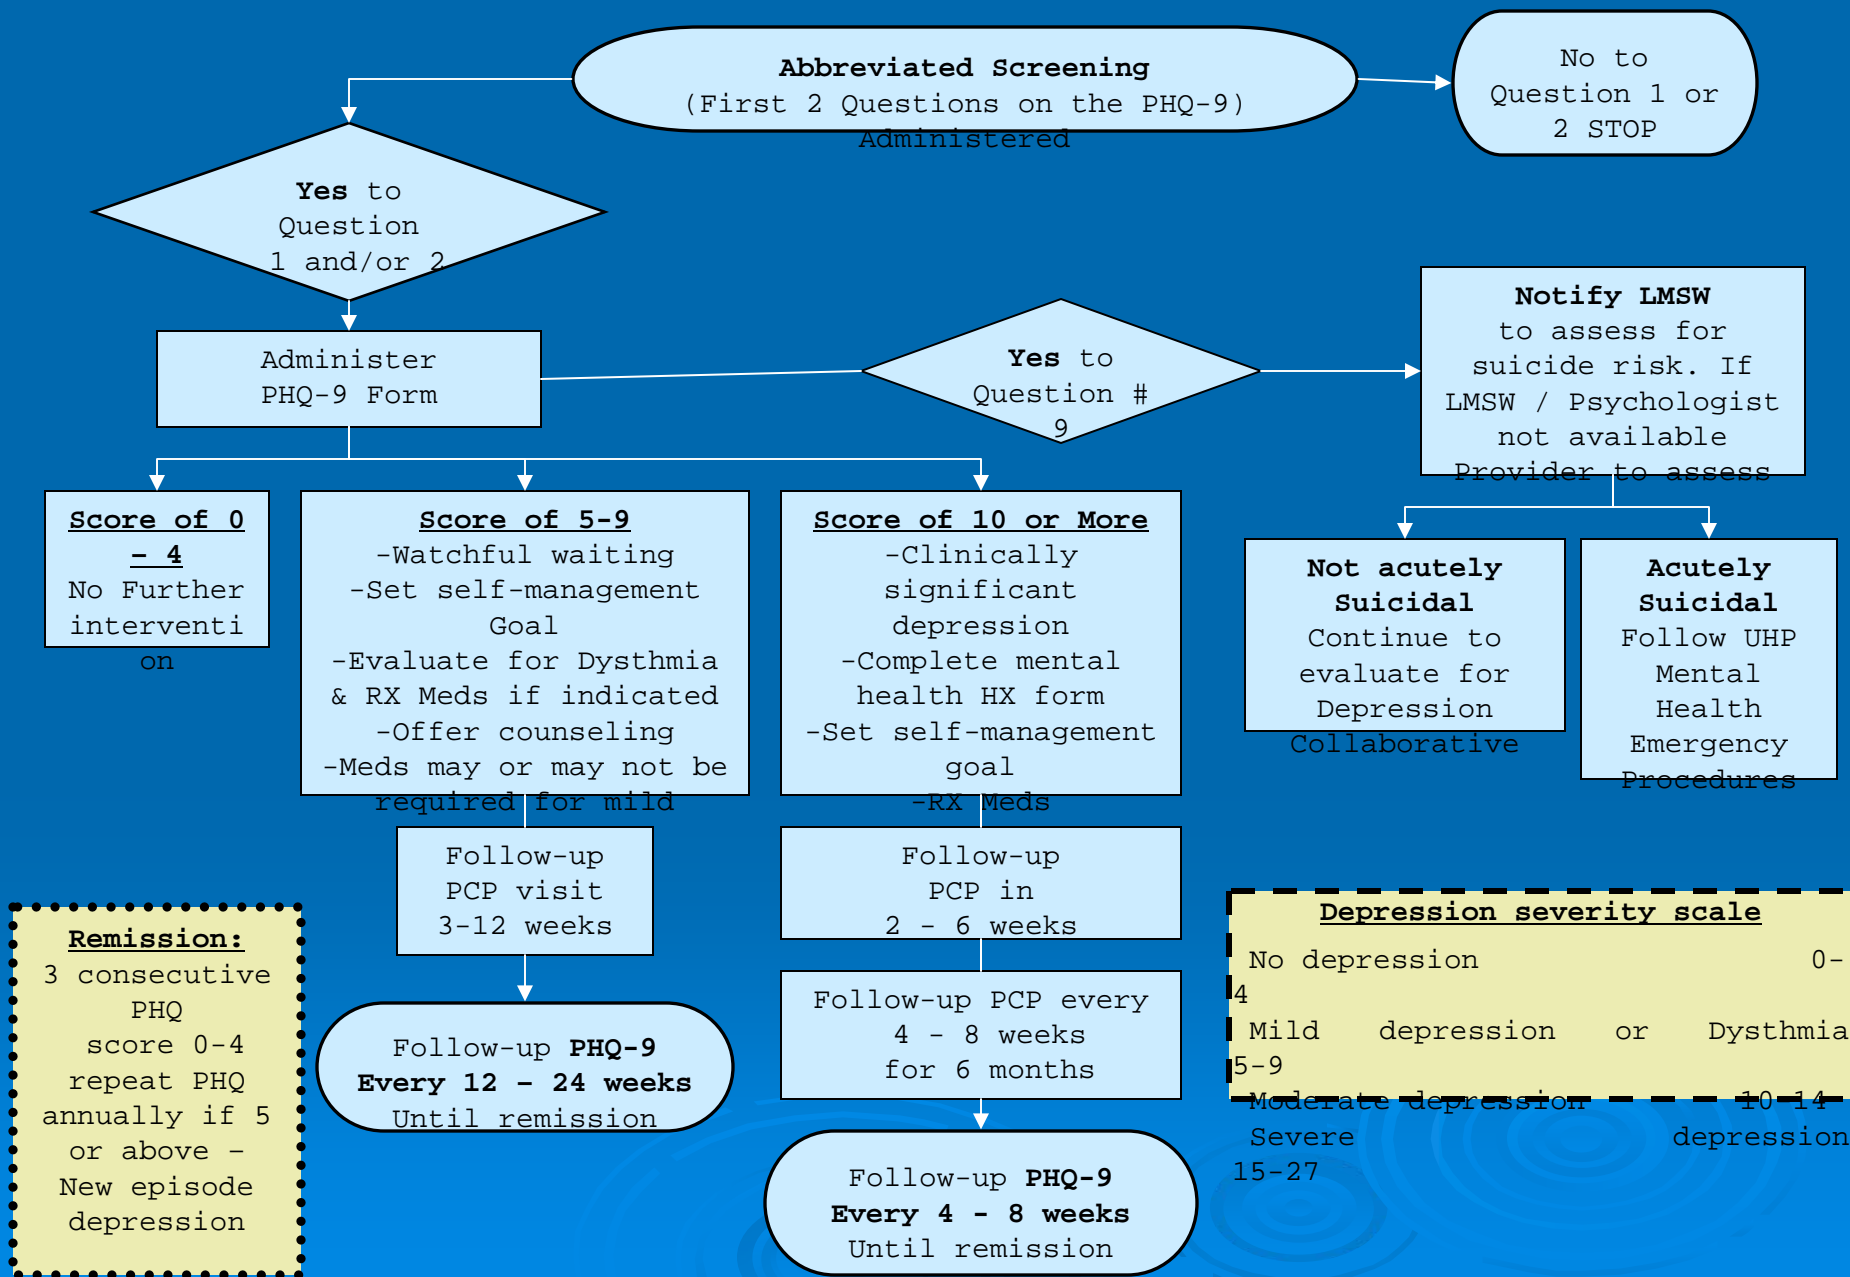 Abbreviated Screening
(First 2 Questions on the PHQ-9)
Administered
No to
Question 1 or
2 STOP
Yes to
Question
1 and/or 2
Administer
PHQ-9 Form
Yes to
Question #
9
Notify LMSW
to assess for
suicide risk. If
LMSW / Psychologist
not available
Provider to assess
Score of 0
– 4
No Further
interventi
on
Score of 5-9
-Watchful waiting
-Set self-management
Goal
-Evaluate for Dysthmia
& RX Meds if indicated
-Offer counseling
-Meds may or may not be
required for mild
Score of 10 or More
-Clinically
significant
depression
-Complete mental
health HX form
-Set self-management
goal
-RX Meds
Not acutely
Suicidal
Continue to
evaluate for
Depression
Collaborative
Acutely
Suicidal
Follow UHP
Mental
Health
Emergency
Procedures
Follow-up
PCP visit
3-12 weeks
Follow-up
PCP in
2 - 6 weeks
Follow-up PCP every
4 - 8 weeks
for 6 months
Follow-up PHQ-9
Every 12 – 24 weeks
Until remission
Follow-up PHQ-9
Every 4 - 8 weeks
Until remission
Remission:
3 consecutive
PHQ
score 0-4
repeat PHQ
annually if 5
or above –
New episode
depression
Depression severity scale
No depression 0-
4
Mild depression or Dysthmia
5-9
Moderate depression 10-14
Severe depression
15-27